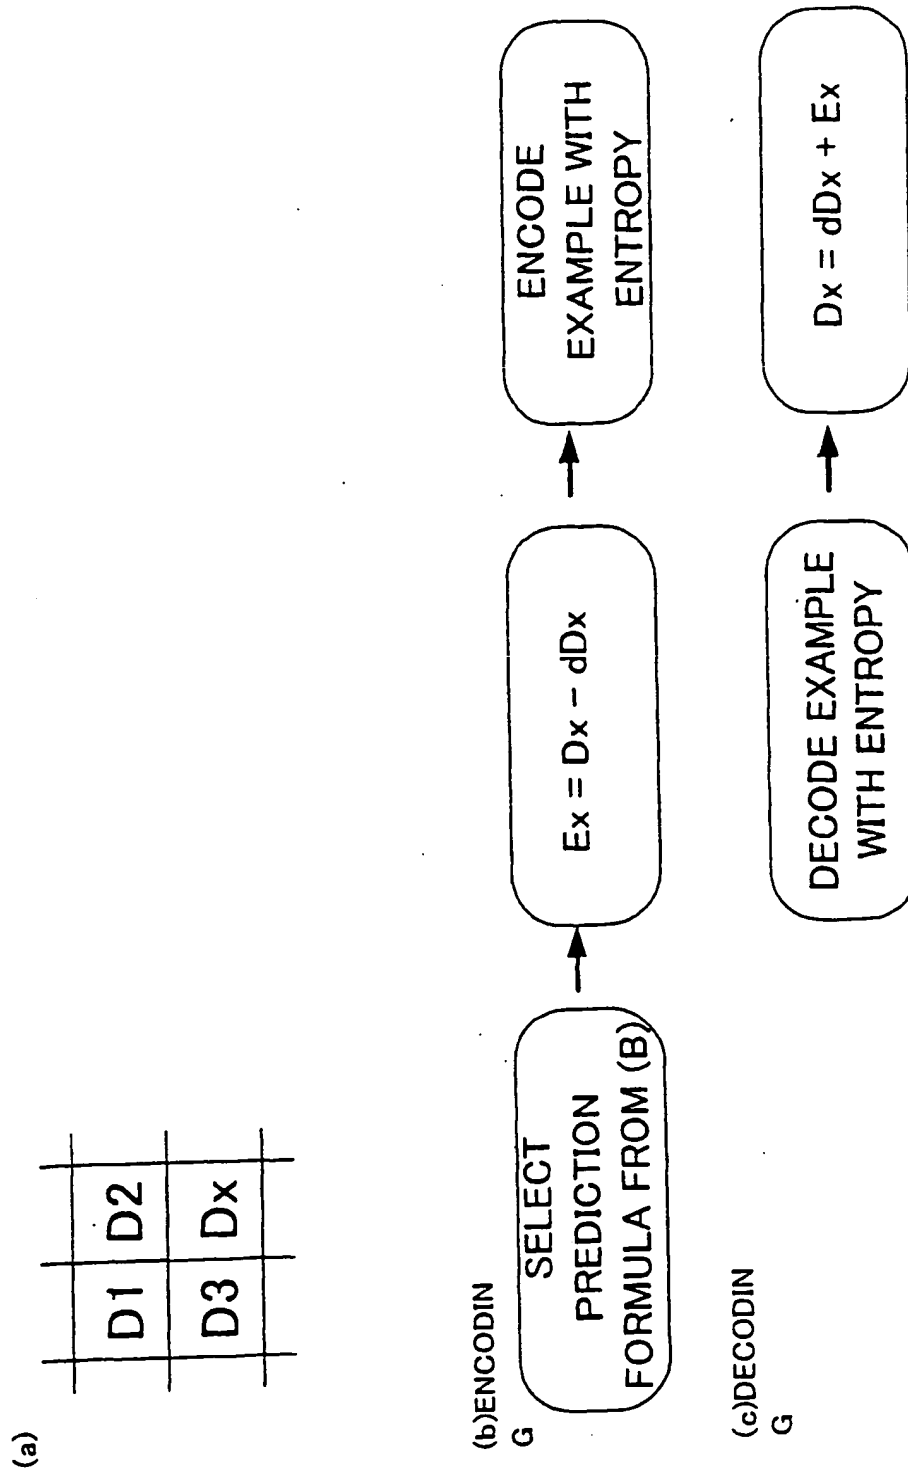 (a)
D1 D2
D3 Dx
(b)ENCODIN
G
SELECT
PREDICTION
FORMULA FROM (B)
Ex = Dx − dDx
ENCODE
EXAMPLE WITH
ENTROPY
(c)DECODIN
G
DECODE EXAMPLE
WITH ENTROPY
Dx = dDx + Ex